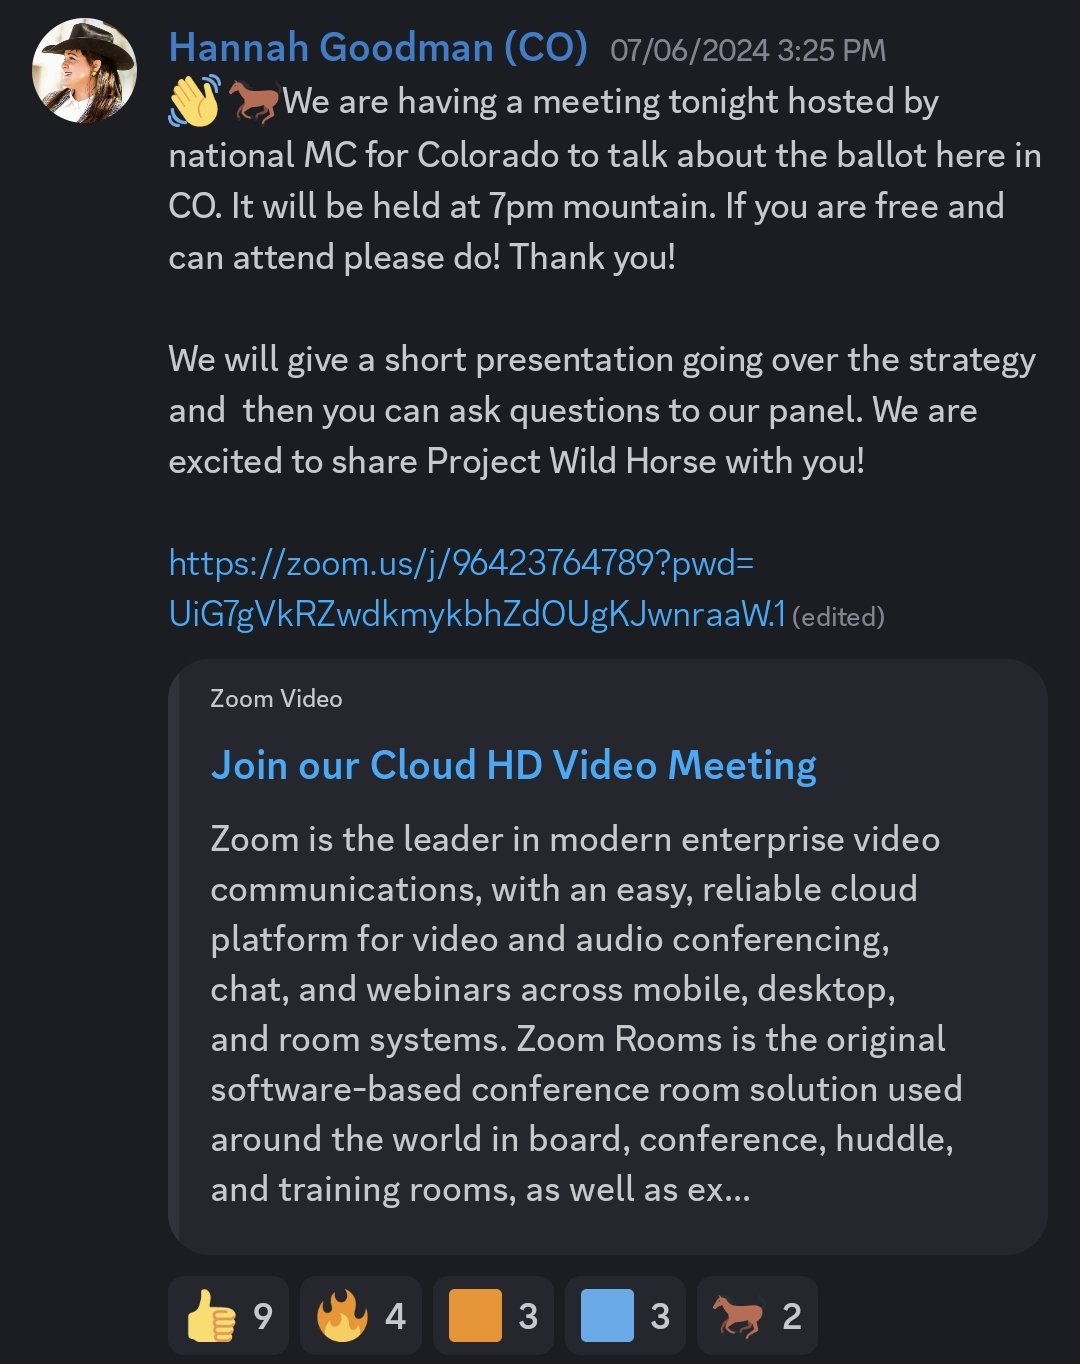 Hannah Goodman (CO) 07/06/2024 3:25 PM
👋🐎We are having a meeting tonight hosted by
national MC for Colorado to talk about the ballot here in
CO. It will be held at 7pm mountain. If you are free and
can attend please do! Thank you!
We will give a short presentation going over the strategy
and  then you can ask questions to our panel. We are
excited to share Project Wild Horse with you!
https://zoom.us/j/96423764789?pwd=
UiG7gVkRZwdkmykbhZdOUgKJwnraaW.1 (edited)
Zoom Video
Join our Cloud HD Video Meeting
Zoom is the leader in modern enterprise video
communications, with an easy, reliable cloud
platform for video and audio conferencing,
chat, and webinars across mobile, desktop,
and room systems. Zoom Rooms is the original
software-based conference room solution used
around the world in board, conference, huddle,
and training rooms, as well as ex...
👍 9 🔥 4 🟧 3 🟦 3 🐎 2